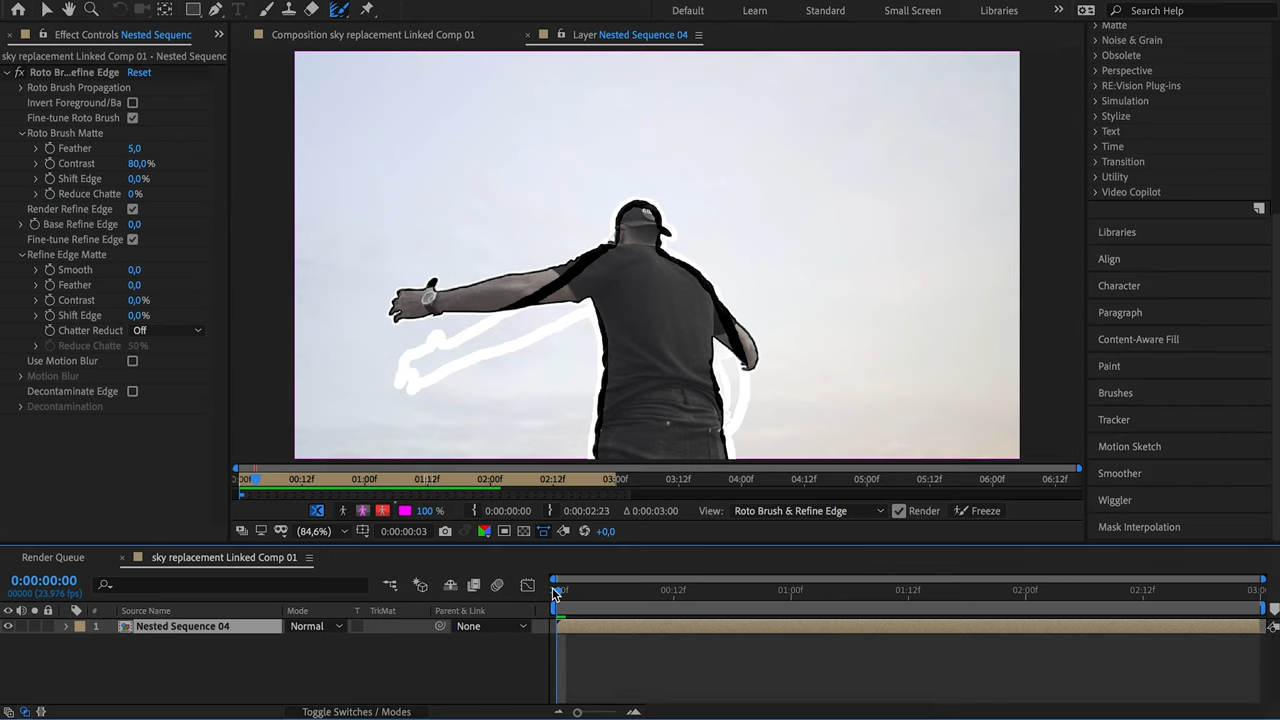 Default Learn Standard Small Screen Libraries Search Help
Effect Controls Nested Sequenc
Composition sky replacement Linked Comp 01
Layer Nested Sequence 04
sky replacement Linked Comp 01 • Nested Sequenc
fx Roto Br...efine Edge Reset
Roto Brush Propagation
Invert Foreground/Ba
Fine-tune Roto Brush
Roto Brush Matte
Feather 5,0
Contrast 80,0%
Shift Edge 0,0%
Reduce Chatte 0%
Render Refine Edge
Base Refine Edge 0,0
Fine-tune Refine Edge
Refine Edge Matte
Smooth 0,0
Feather 0,0
Contrast 0,0%
Shift Edge 0,0%
Chatter Reduct Off
Reduce Chatte 50%
Use Motion Blur
Motion Blur
Decontaminate Edge
Decontamination
Matte
Noise & Grain
Obsolete
Perspective
RE:Vision Plug-ins
Simulation
Stylize
Text
Time
Transition
Utility
Video Copilot
Libraries
Align
Character
Paragraph
Content-Aware Fill
Paint
Brushes
Tracker
Motion Sketch
Smoother
Wiggler
Mask Interpolation
00:12f 01:00f 01:12f 02:00f 02:12f 03:00f 03:12f 04:00f 04:12f 05:00f 05:12f 06:00f 06:12f
100 % 0:00:00:00 0:00:02:23 Δ 0:00:03:00 View: Roto Brush & Refine Edge Render Freeze
(84,6%) 0:00:00:03 +0,0
Render Queue
sky replacement Linked Comp 01
0:00:00:00
00000 (23.976 fps)
00:12f 01:00f 01:12f 02:00f 02:12f
# Source Name Mode T TrkMat Parent & Link
1 Nested Sequence 04 Normal None
Toggle Switches / Modes